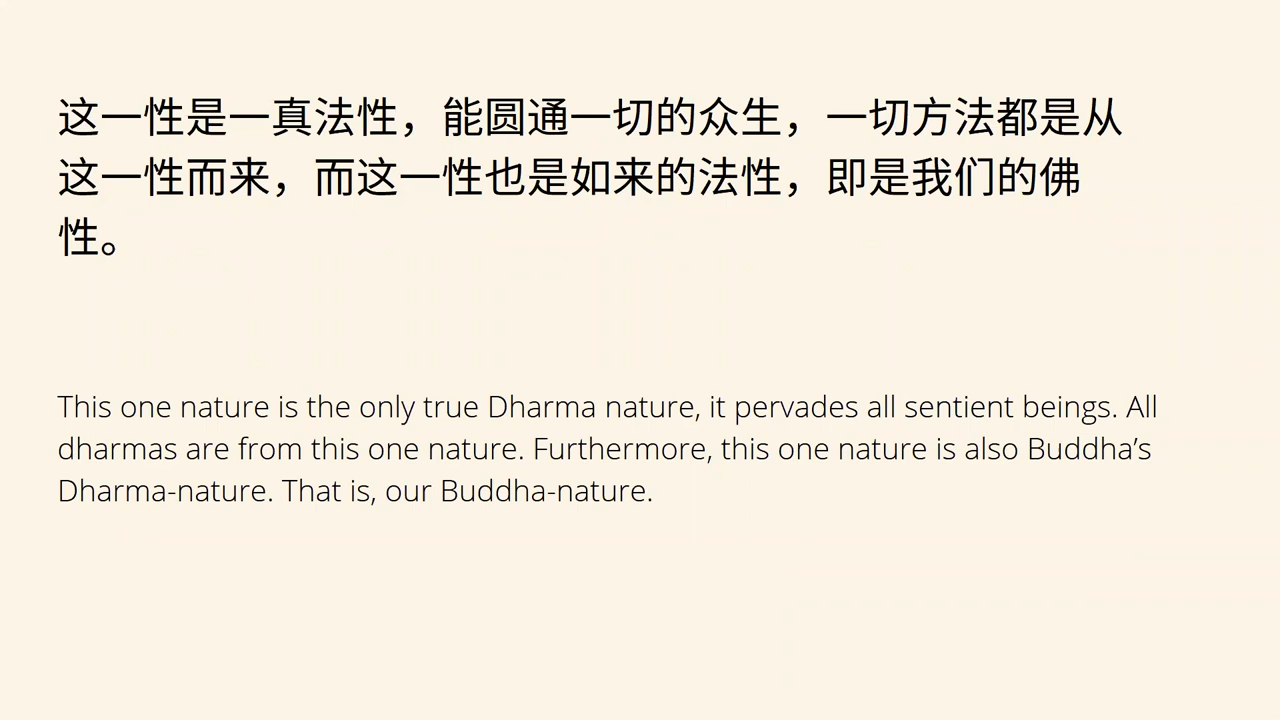 这一性是一真法性，能圆通一切的众生，一切方法都是从
这一性而来，而这一性也是如来的法性，即是我们的佛
性。
This one nature is the only true Dharma nature, it pervades all sentient beings. All
dharmas are from this one nature. Furthermore, this one nature is also Buddha’s
Dharma-nature. That is, our Buddha-nature.